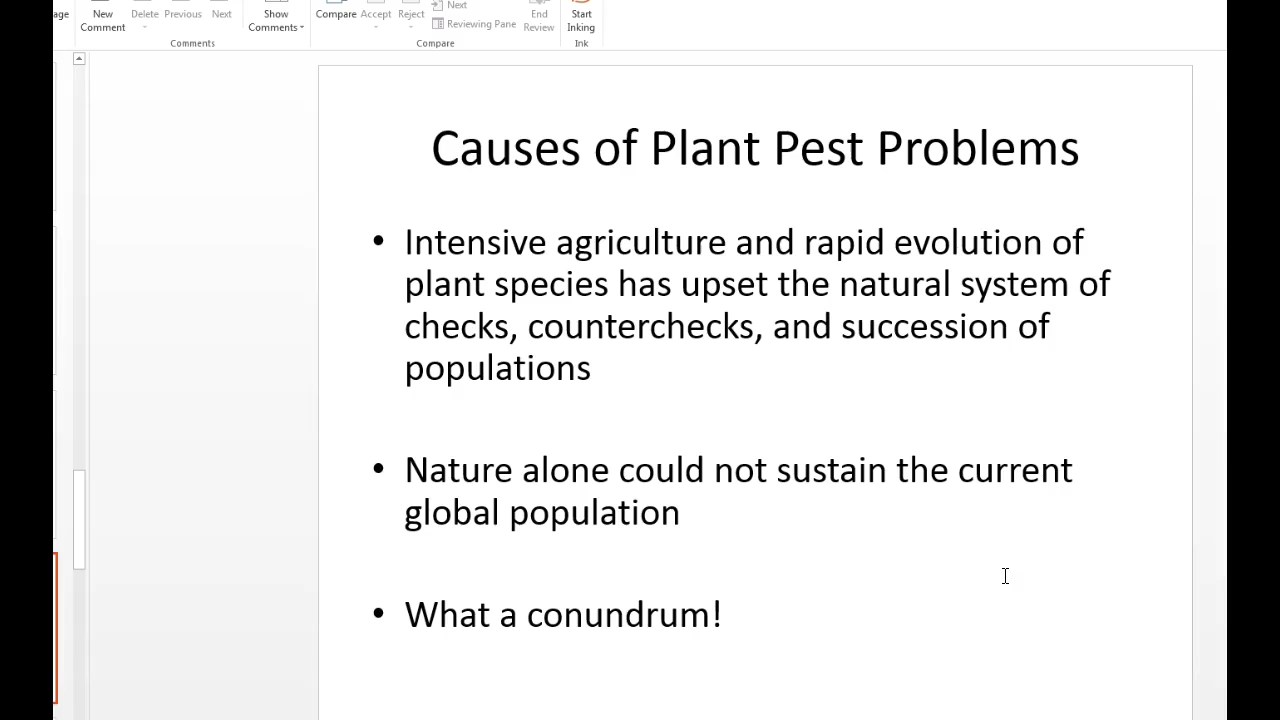 age
New
Comment
Delete
Previous
Next
Show
Comments
Comments
Compare
Accept
Reject
Next
Reviewing Pane
Compare
End
Review
Start
Inking
Ink
Causes of Plant Pest Problems
• Intensive agriculture and rapid evolution of
plant species has upset the natural system of
checks, counterchecks, and succession of
populations
• Nature alone could not sustain the current
global population
• What a conundrum!